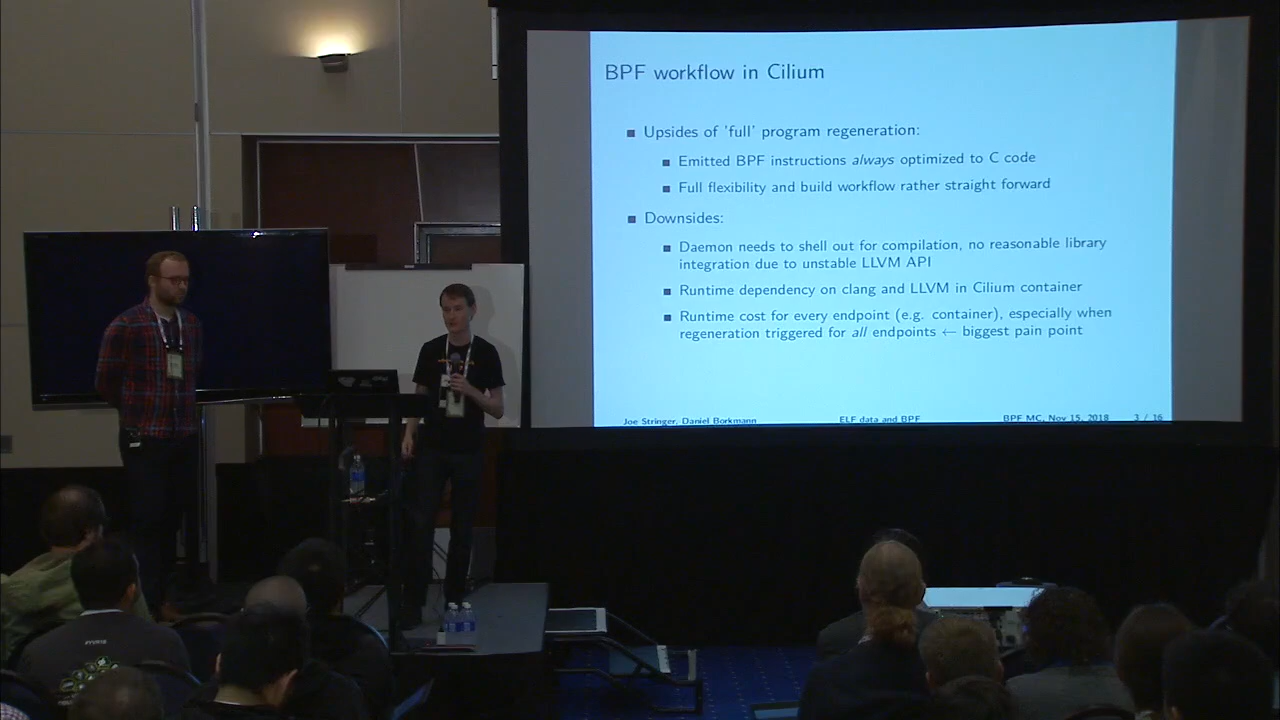 BPF workflow in Cilium
Upsides of 'full' program regeneration:
Emitted BPF instructions always optimized to C code
Full flexibility and build workflow rather straight forward
Downsides:
Daemon needs to shell out for compilation, no reasonable library
integration due to unstable LLVM API
Runtime dependency on clang and LLVM in Cilium container
Runtime cost for every endpoint (e.g. container), especially when
regeneration triggered for all endpoints ← biggest pain point
Joe Stringer, Daniel Borkmann ELF data and BPF BPF MC, Nov 15, 2018 3 / 16